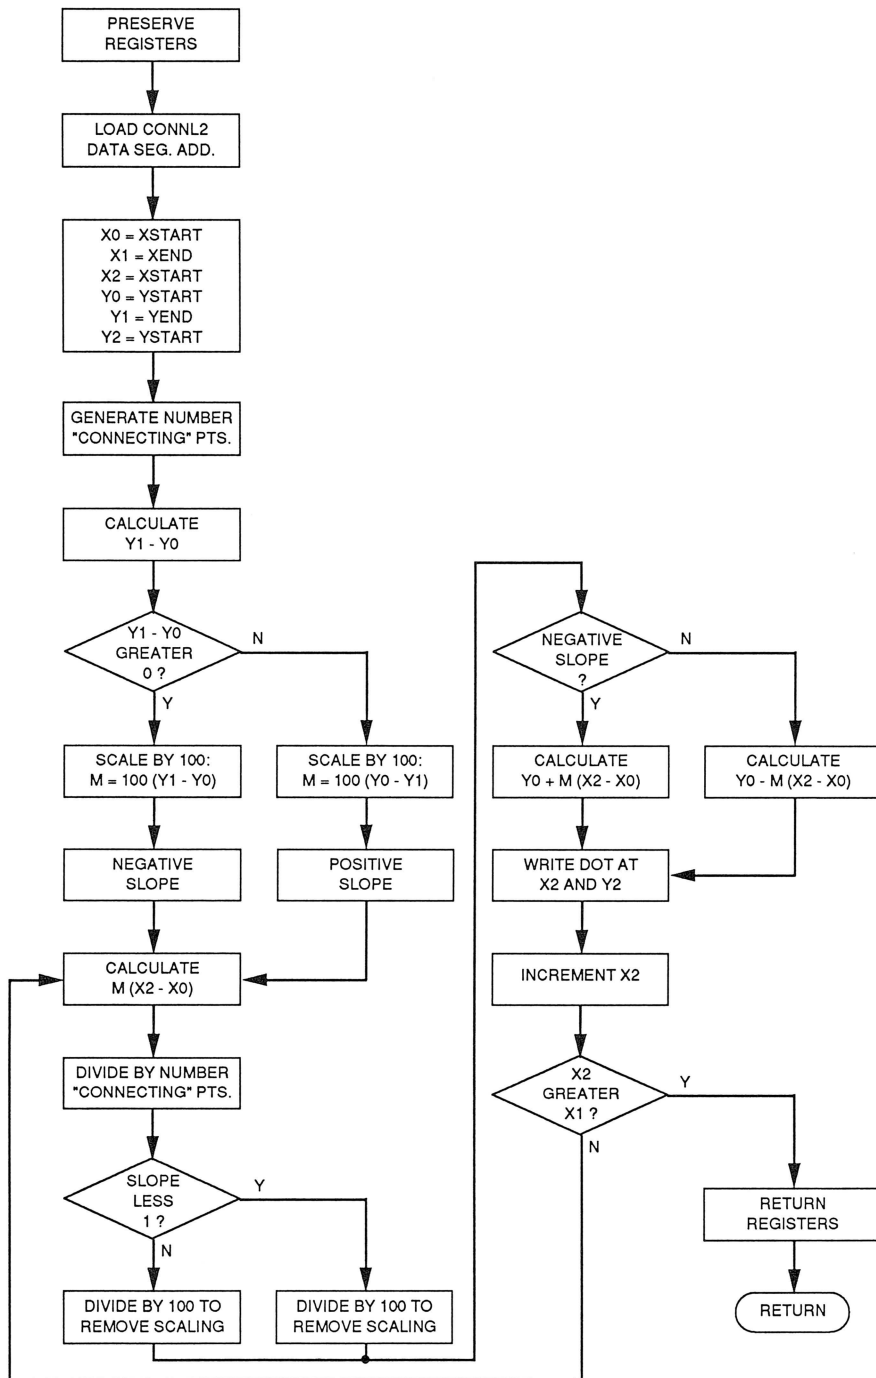 PRESERVE
REGISTERS
LOAD CONNL2
DATA SEG. ADD.
X0 = XSTART
X1 = XEND
X2 = XSTART
Y0 = YSTART
Y1 = YEND
Y2 = YSTART
GENERATE NUMBER
"CONNECTING" PTS.
CALCULATE
Y1 - Y0
Y1 - Y0
GREATER
0 ?
N
Y
SCALE BY 100:
M = 100 (Y1 - Y0)
SCALE BY 100:
M = 100 (Y0 - Y1)
NEGATIVE
SLOPE
POSITIVE
SLOPE
CALCULATE
M (X2 - X0)
DIVIDE BY NUMBER
"CONNECTING" PTS.
SLOPE
LESS
1 ?
Y
N
DIVIDE BY 100 TO
REMOVE SCALING
DIVIDE BY 100 TO
REMOVE SCALING
NEGATIVE
SLOPE
?
N
Y
CALCULATE
Y0 + M (X2 - X0)
CALCULATE
Y0 - M (X2 - X0)
WRITE DOT AT
X2 AND Y2
INCREMENT X2
X2
GREATER
X1 ?
Y
N
RETURN
REGISTERS
RETURN